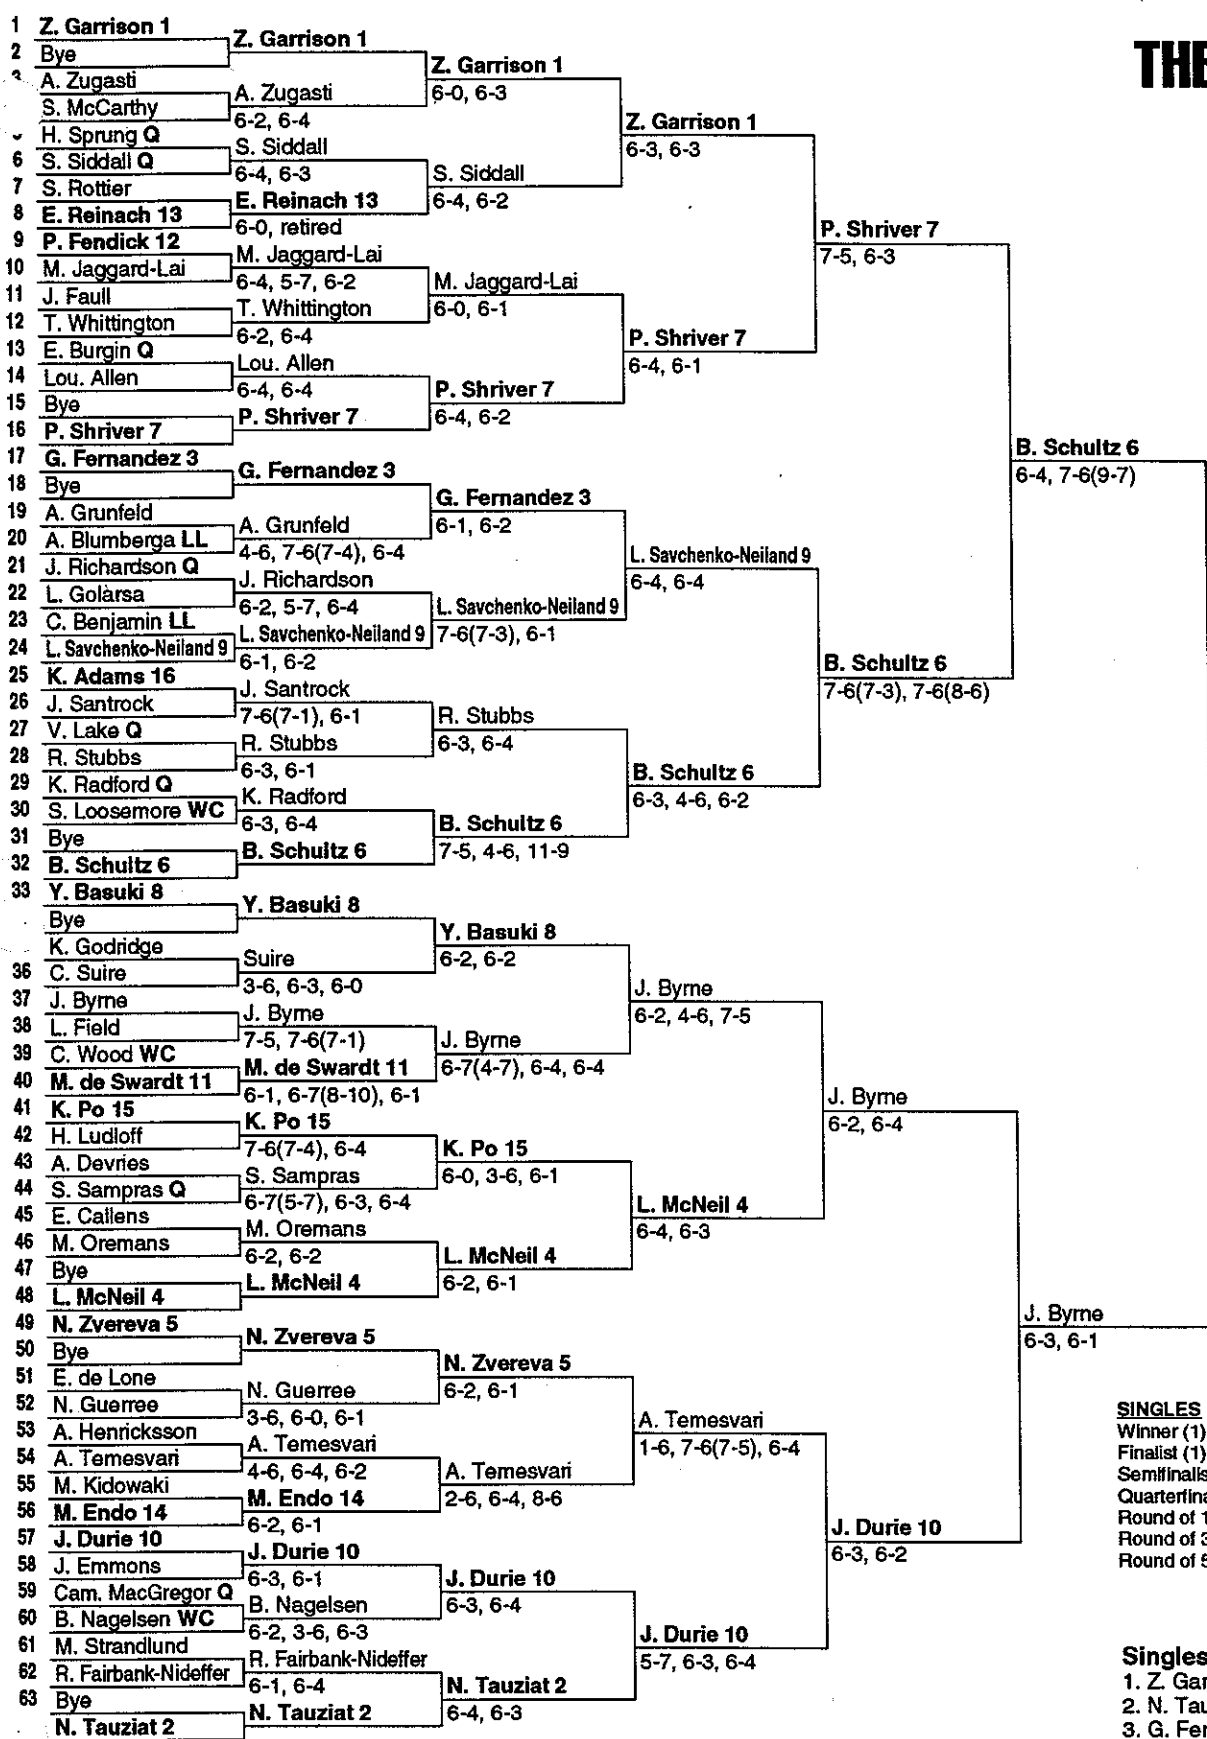 THE
1 Z. Garrison 1
2 Bye
A. Zugasti
S. McCarthy
H. Sprung Q
6 S. Siddall Q
7 S. Rottier
8 E. Reinach 13
9 P. Fendick 12
10 M. Jaggard-Lai
11 J. Faull
12 T. Whittington
13 E. Burgin Q
14 Lou. Allen
15 Bye
16 P. Shriver 7
17 G. Fernandez 3
18 Bye
19 A. Grunfeld
20 A. Blumberga LL
21 J. Richardson Q
22 L. Golarsa
23 C. Benjamin LL
24 L. Savchenko-Neiland 9
25 K. Adams 16
26 J. Santrock
27 V. Lake Q
28 R. Stubbs
29 K. Radford Q
30 S. Loosemore WC
31 Bye
32 B. Schultz 6
33 Y. Basuki 8
Bye
K. Godridge
36 C. Suire
37 J. Byrne
38 L. Field
39 C. Wood WC
40 M. de Swardt 11
41 K. Po 15
42 H. Ludloff
43 A. Devries
44 S. Sampras Q
45 E. Callens
46 M. Oremans
47 Bye
48 L. McNeil 4
49 N. Zvereva 5
50 Bye
51 E. de Lone
52 N. Guerree
53 A. Henricksson
54 A. Temesvari
55 M. Kidowaki
56 M. Endo 14
57 J. Durie 10
58 J. Emmons
59 Cam. MacGregor Q
60 B. Nagelsen WC
61 M. Strandlund
62 R. Fairbank-Nideffer
63 Bye
N. Tauziat 2
Z. Garrison 1
A. Zugasti
6-2, 6-4
S. Siddall
6-4, 6-3
E. Reinach 13
6-0, retired
M. Jaggard-Lai
6-4, 5-7, 6-2
T. Whittington
6-2, 6-4
Lou. Allen
6-4, 6-4
P. Shriver 7
G. Fernandez 3
A. Grunfeld
4-6, 7-6(7-4), 6-4
J. Richardson
6-2, 5-7, 6-4
L. Savchenko-Neiland 9
6-1, 6-2
J. Santrock
7-6(7-1), 6-1
R. Stubbs
6-3, 6-1
K. Radford
6-3, 6-4
B. Schultz 6
Y. Basuki 8
Suire
3-6, 6-3, 6-0
J. Byrne
7-5, 7-6(7-1)
M. de Swardt 11
6-1, 6-7(8-10), 6-1
K. Po 15
7-6(7-4), 6-4
S. Sampras
6-7(5-7), 6-3, 6-4
M. Oremans
6-2, 6-2
L. McNeil 4
N. Zvereva 5
N. Guerree
3-6, 6-0, 6-1
A. Temesvari
4-6, 6-4, 6-2
M. Endo 14
6-2, 6-1
J. Durie 10
6-3, 6-1
B. Nagelsen
6-2, 3-6, 6-3
R. Fairbank-Nideffer
6-1, 6-4
N. Tauziat 2
Z. Garrison 1
6-0, 6-3
S. Siddall
6-4, 6-2
M. Jaggard-Lai
6-0, 6-1
P. Shriver 7
6-4, 6-2
G. Fernandez 3
6-1, 6-2
L. Savchenko-Neiland 9
7-6(7-3), 6-1
R. Stubbs
6-3, 6-4
B. Schultz 6
7-5, 4-6, 11-9
Y. Basuki 8
6-2, 6-2
J. Byrne
6-7(4-7), 6-4, 6-4
K. Po 15
6-0, 3-6, 6-1
L. McNeil 4
6-2, 6-1
N. Zvereva 5
6-2, 6-1
A. Temesvari
2-6, 6-4, 8-6
J. Durie 10
6-3, 6-4
N. Tauziat 2
6-4, 6-3
Z. Garrison 1
6-3, 6-3
P. Shriver 7
6-4, 6-1
L. Savchenko-Neiland 9
6-4, 6-4
B. Schultz 6
6-3, 4-6, 6-2
J. Byrne
6-2, 4-6, 7-5
L. McNeil 4
6-4, 6-3
A. Temesvari
1-6, 7-6(7-5), 6-4
J. Durie 10
5-7, 6-3, 6-4
P. Shriver 7
7-5, 6-3
B. Schultz 6
7-6(7-3), 7-6(8-6)
J. Byrne
6-2, 6-4
J. Durie 10
6-3, 6-2
B. Schultz 6
6-4, 7-6(9-7)
J. Byrne
6-3, 6-1
SINGLES
Winner (1)
Finalist (1)
Semifinalis
Quarterfina
Round of 1
Round of 3
Round of 5
Singles
1. Z. Gar
2. N. Tau
3. G. Fer